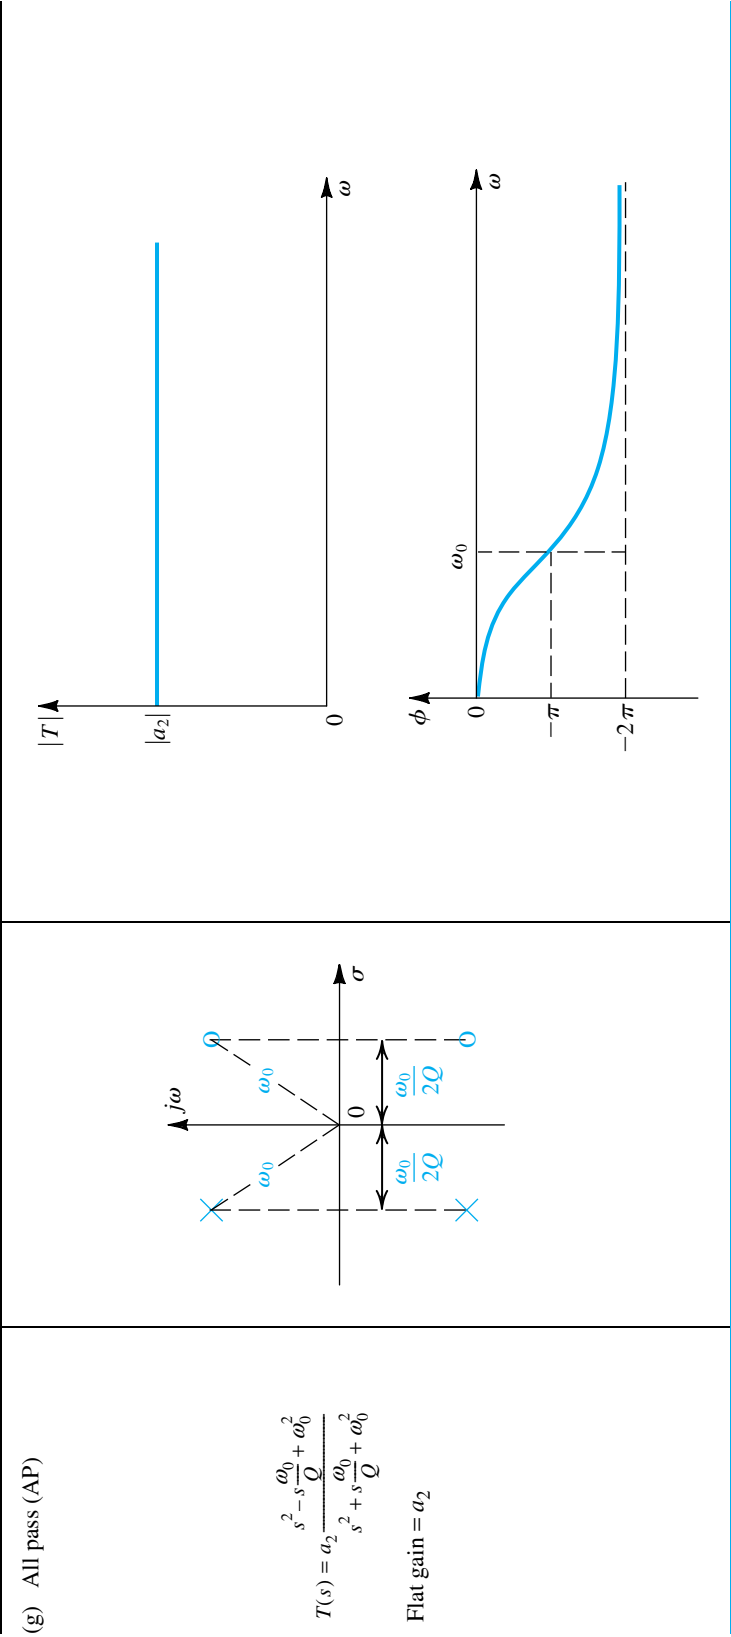 (g) All pass (AP)
T(s) = a₂ (s² − s ω₀/Q + ω₀²) / (s² + s ω₀/Q + ω₀²)
Flat gain = a₂
jω
ω₀
ω₀
0
σ
ω₀/2Q
ω₀/2Q
|T|
|a₂|
0
ω
ϕ
0
ω₀
ω
−π
−2π